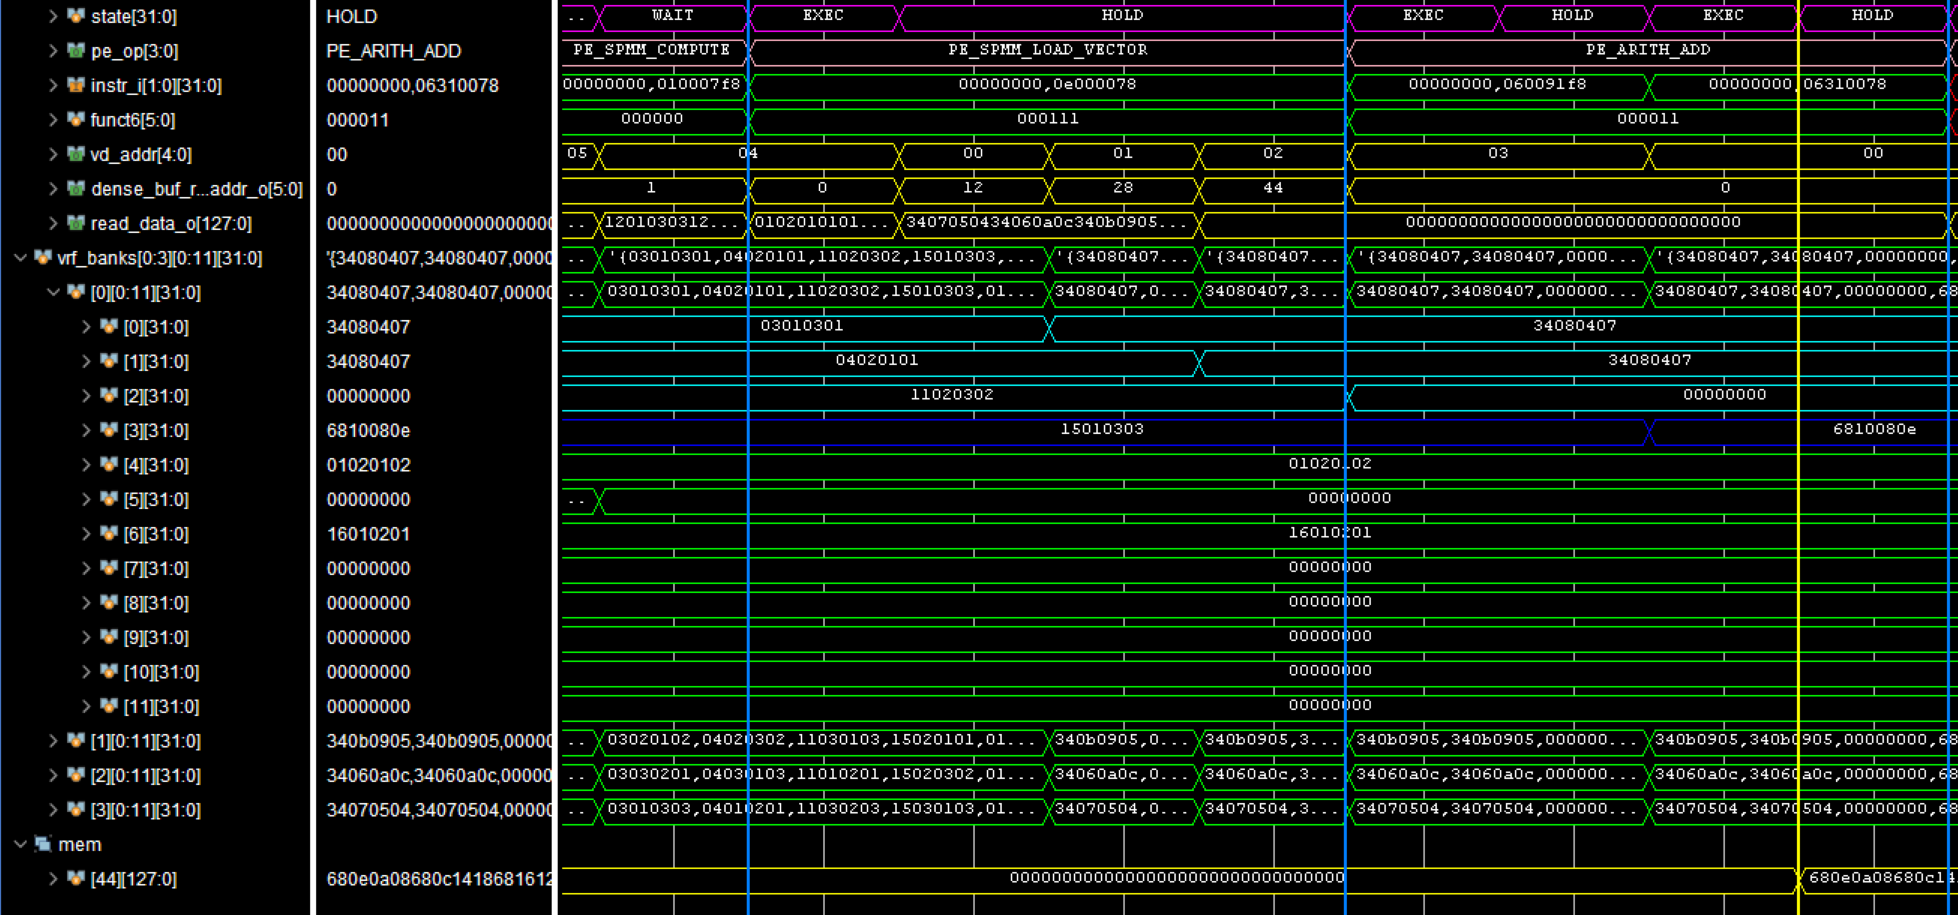 state[31:0] HOLD .. WAIT EXEC HOLD EXEC HOLD EXEC HOLD
pe_op[3:0] PE_ARITH_ADD PE_SPMM_COMPUTE PE_SPMM_LOAD_VECTOR PE_ARITH_ADD
instr_i[1:0][31:0] 00000000,06310078 00000000,010007f8 00000000,0e000078 00000000,060091f8 00000000,06310078
funct6[5:0] 000011 000000 000111 000011
vd_addr[4:0] 00 05 04 00 01 02 03 00
dense_buf_r...addr_o[5:0] 0 1 0 12 28 44 0
read_data_o[127:0] 000000000000000000000000 .. 1201030312... 0102010101... 3407050434060a0c340b0905... 00000000000000000000000000000000
vrf_banks[0:3][0:11][31:0] '{34080407,34080407,0000 .. '{03010301,04020101,11020302,15010303,... '{34080407... '{34080407... '{34080407,34080407,0000... '{34080407,34080407,00000000,
[0][0:11][31:0] 34080407,34080407,00000 .. 03010301,04020101,11020302,15010303,01... 34080407,0... 34080407,3... 34080407,34080407,000000... 34080407,34080407,00000000,68
[0][31:0] 34080407 03010301 34080407
[1][31:0] 34080407 04020101 34080407
[2][31:0] 00000000 11020302 00000000
[3][31:0] 6810080e 15010303 6810080e
[4][31:0] 01020102 01020102
[5][31:0] 00000000 .. 00000000
[6][31:0] 16010201 16010201
[7][31:0] 00000000 00000000
[8][31:0] 00000000 00000000
[9][31:0] 00000000 00000000
[10][31:0] 00000000 00000000
[11][31:0] 00000000 00000000
[1][0:11][31:0] 340b0905,340b0905,00000 .. 03020102,04020302,11030103,15020101,01... 340b0905,0... 340b0905,3... 340b0905,340b0905,000000... 340b0905,340b0905,00000000,68
[2][0:11][31:0] 34060a0c,34060a0c,00000 .. 03030201,04030103,11010201,15020302,01... 34060a0c,0... 34060a0c,3... 34060a0c,34060a0c,000000... 34060a0c,34060a0c,00000000,68
[3][0:11][31:0] 34070504,34070504,0000 .. 03010303,04010201,11030203,15030103,01... 34070504,0... 34070504,3... 34070504,34070504,000000... 34070504,34070504,00000000,68
mem
[44][127:0] 680e0a08680c1418681612 00000000000000000000000000000000 680e0a08680c14